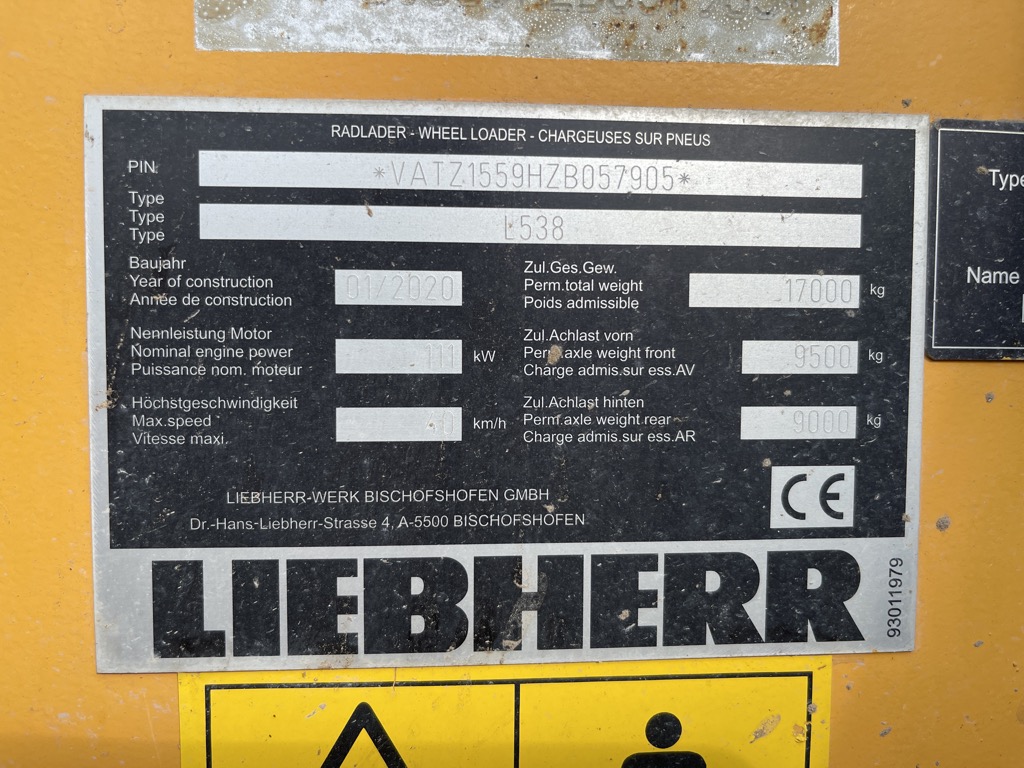 RADLADER - WHEEL LOADER - CHARGEUSES SUR PNEUS
PIN
*VATZ1559HZB057905*
Type
Type
Type
L538
Baujahr
Year of construction
Année de construction
01/2020
Zul.Ges.Gew.
Perm.total weight
Poids admissible
17000 kg
Nennleistung Motor
Nominal engine power
Puissance nom. moteur
111 kW
Zul.Achlast vorn
Perm.axle weight front
Charge admis.sur ess.AV
9500 kg
Höchstgeschwindigkeit
Max.speed
Vitesse maxi.
km/h
Zul.Achlast hinten
Perm.axle weight rear
Charge admis.sur ess.AR
9000 kg
CE
LIEBHERR-WERK BISCHOFSHOFEN GMBH
Dr.-Hans-Liebherr-Strasse 4, A-5500 BISCHOFSHOFEN
LIEBHERR
93011979
Type
Name